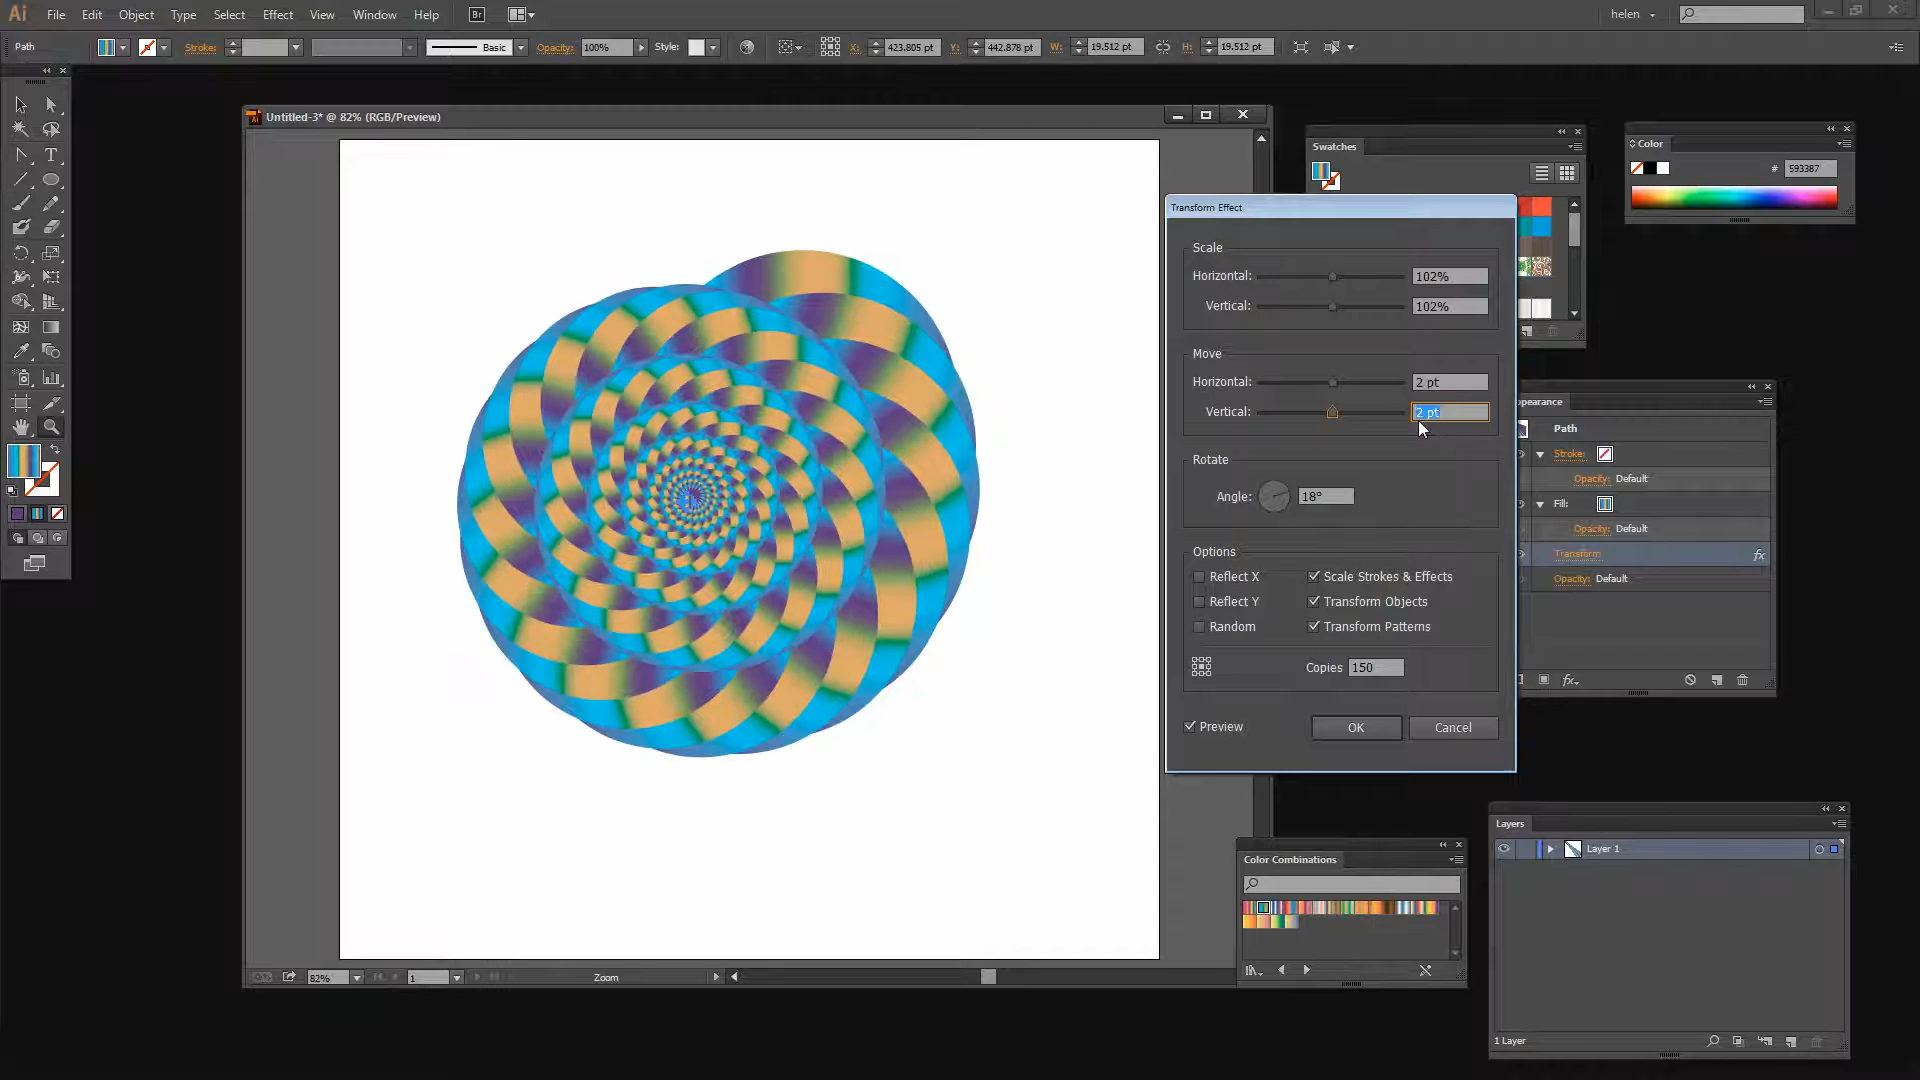 Ai File Edit Object Type Select Effect View Window Help Br helen
Path Stroke: Basic Opacity: 100% Style: X: 423.805 pt Y: 442.878 pt W: 19.512 pt H: 19.512 pt
Untitled-3* @ 82% (RGB/Preview)
Swatches
Color
# 593387
Transform Effect
Scale
Horizontal: 102%
Vertical: 102%
Move
Horizontal: 2 pt
Vertical: 2 pt
Rotate
Angle: 18°
Options
Reflect X Scale Strokes & Effects
Reflect Y Transform Objects
Random Transform Patterns
Copies 150
Preview OK Cancel
ppearance
Path
Stroke:
Opacity: Default
Fill:
Opacity: Default
Transform fx
Opacity: Default
fx
Layers
Layer 1
1 Layer
Color Combinations
82% 1 Zoom